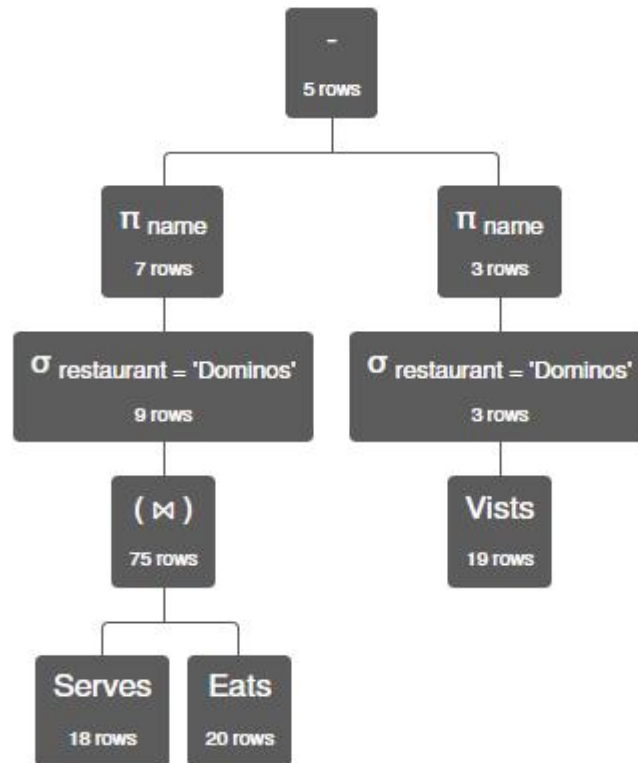 -
5 rows
π name
7 rows
π name
3 rows
σ restaurant = 'Dominos'
9 rows
σ restaurant = 'Dominos'
3 rows
( ⋈ )
75 rows
Vists
19 rows
Serves
18 rows
Eats
20 rows